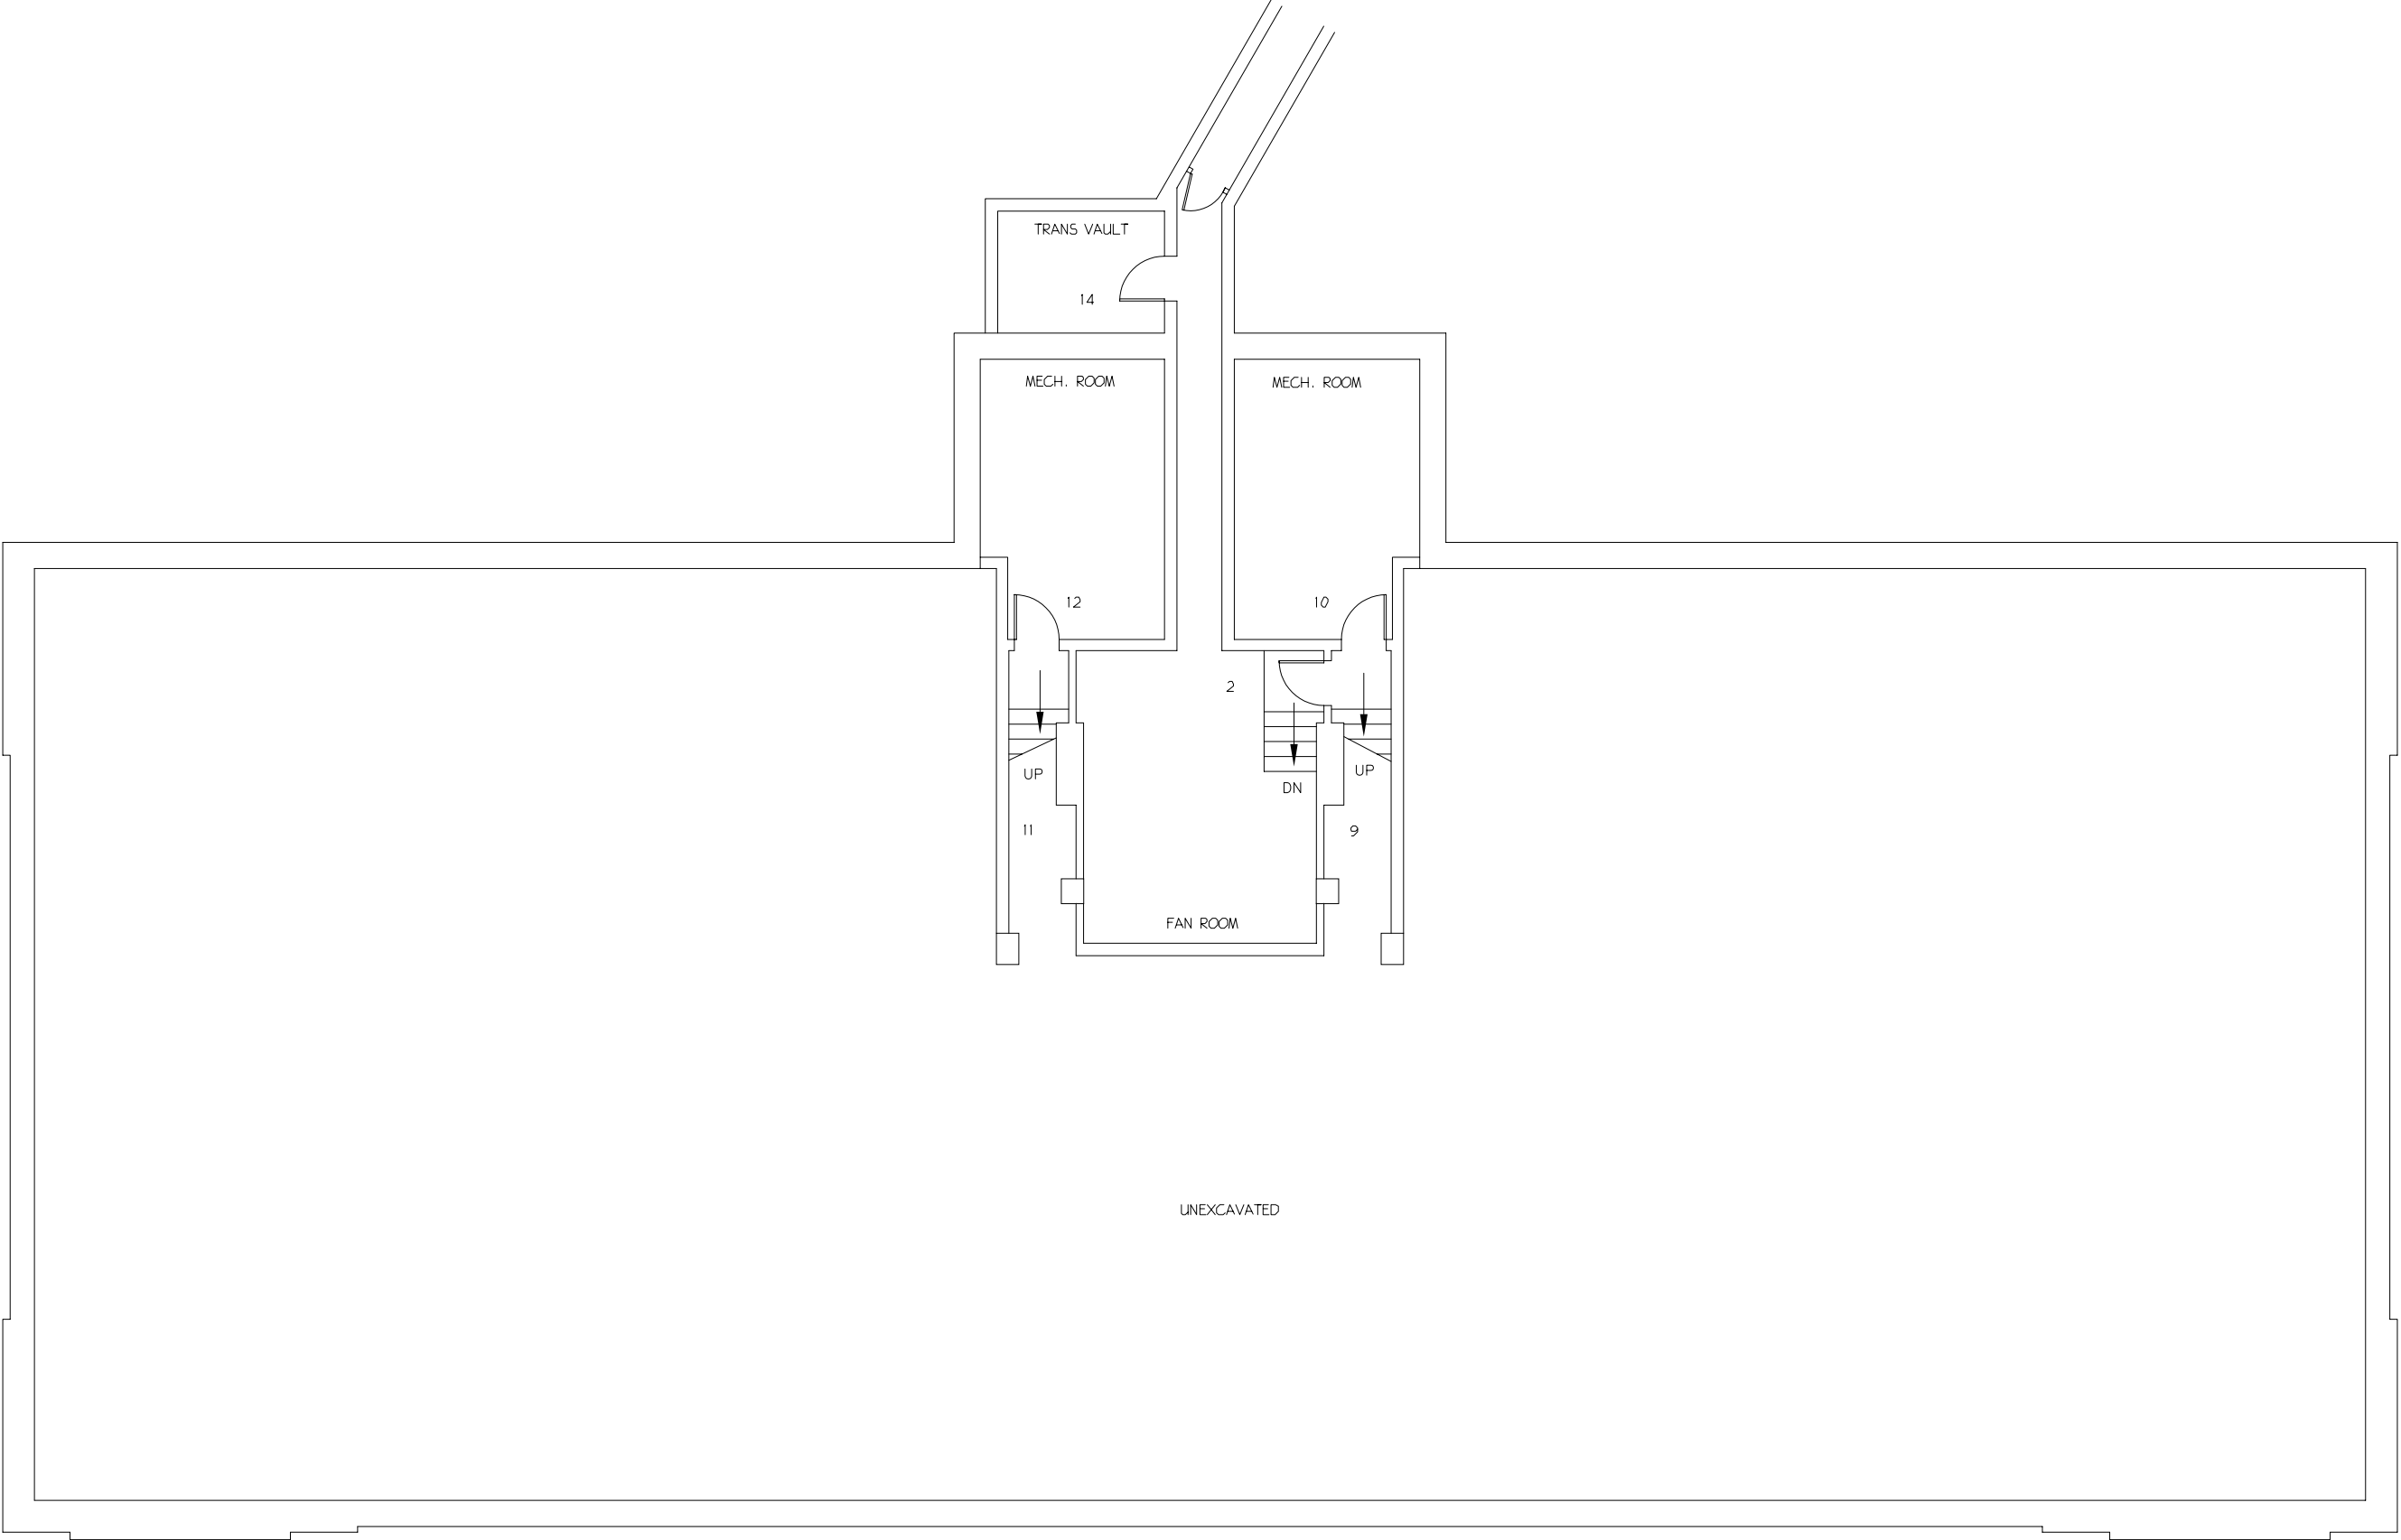 TRANS VAULT
14
MECH. ROOM
MECH. ROOM
12
10
2
UP
UP
DN
11
9
FAN ROOM
UNEXCAVATED